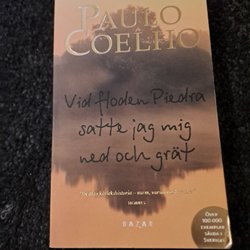 PAULO
COELHO
Vid floden Piedra
satte jag mig
ned och grät
BAZAR
ÖVER
100 000
EXEMPLAR
SÅLDA I
SVERIGE!